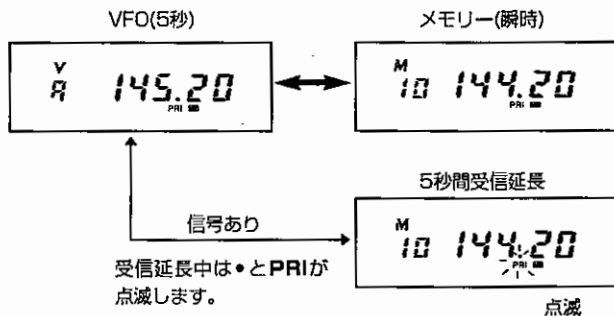 VFO(5秒)
メモリー(瞬時)
V
A 145.20
PRI
M
10 144.20
PRI
5秒間受信延長
信号あり
M
10 144.20
PRI
受信延長中は•とPRIが
点滅します。
点滅